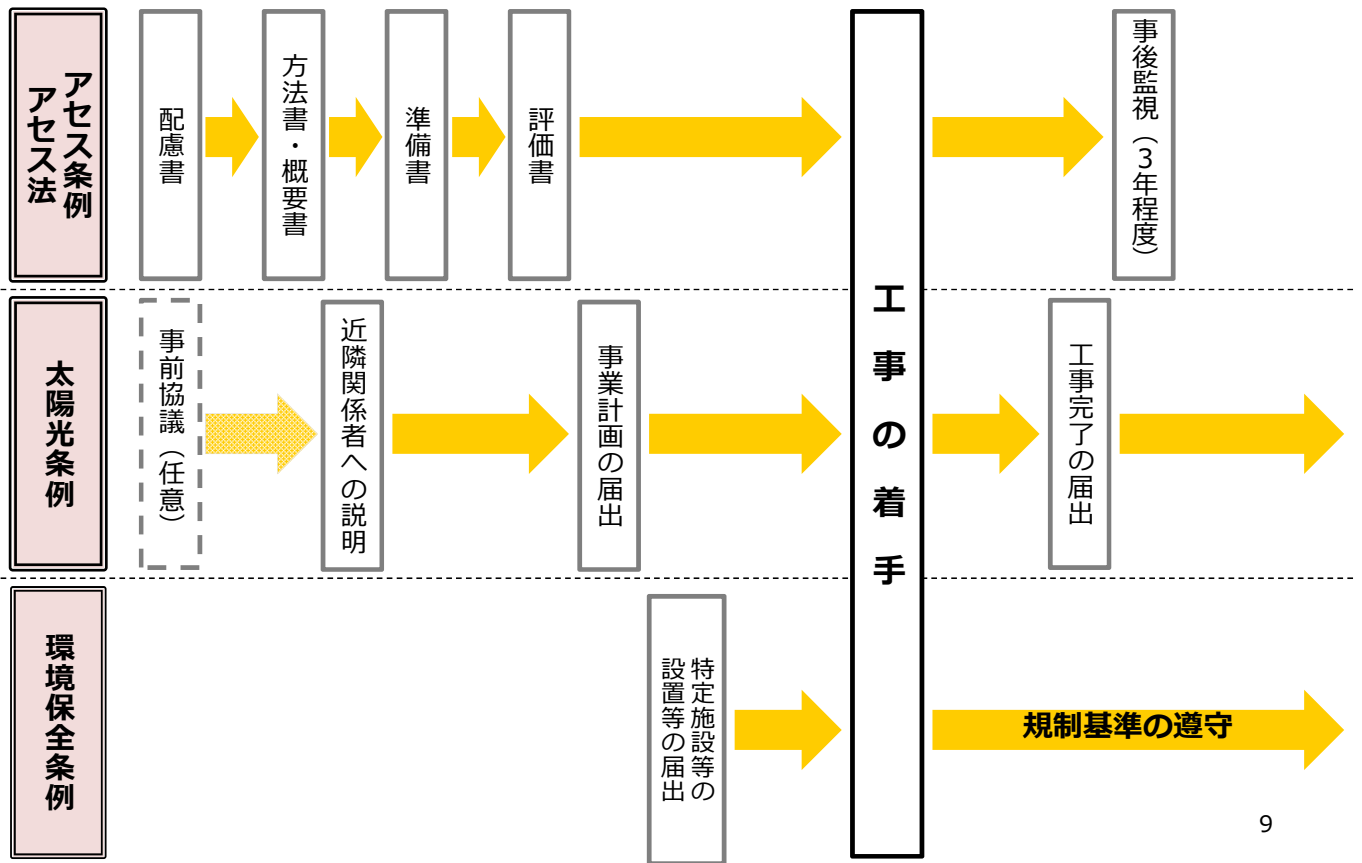 アセス条例
アセス法
配慮書
方法書・概要書
準備書
評価書
事後監視（3年程度）
工事の着手
太陽光条例
事前協議（任意）
近隣関係者への説明
事業計画の届出
工事完了の届出
環境保全条例
特定施設等の
設置等の届出
規制基準の遵守
9